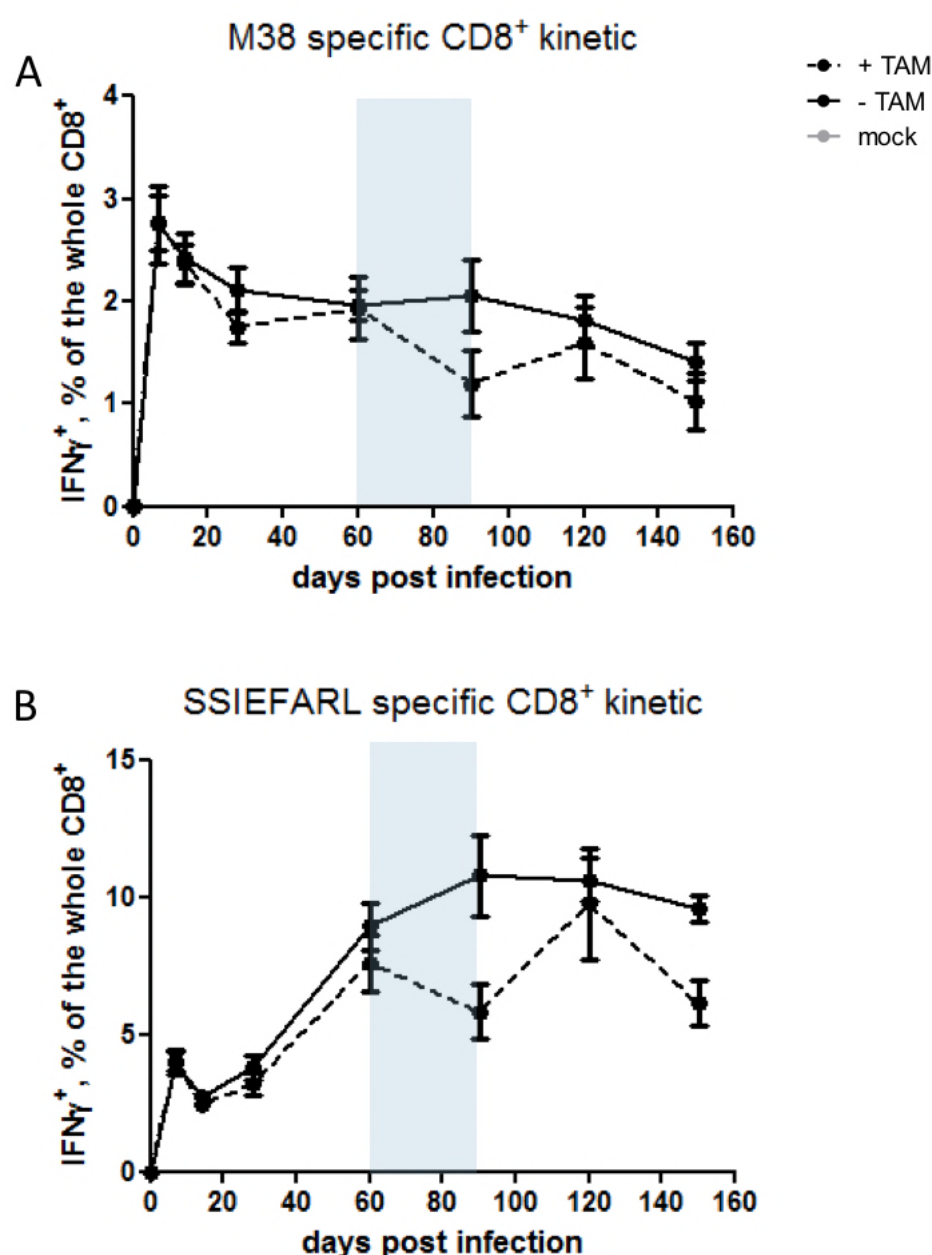 M38 specific CD8⁺ kinetic
A
+ TAM
- TAM
mock
IFNγ⁺, % of the whole CD8⁺
4
3
2
1
0
0 20 40 60 80 100 120 140 160
days post infection
B
SSIEFARL specific CD8⁺ kinetic
IFNγ⁺, % of the whole CD8⁺
15
10
5
0
0 20 40 60 80 100 120 140 160
days post infection